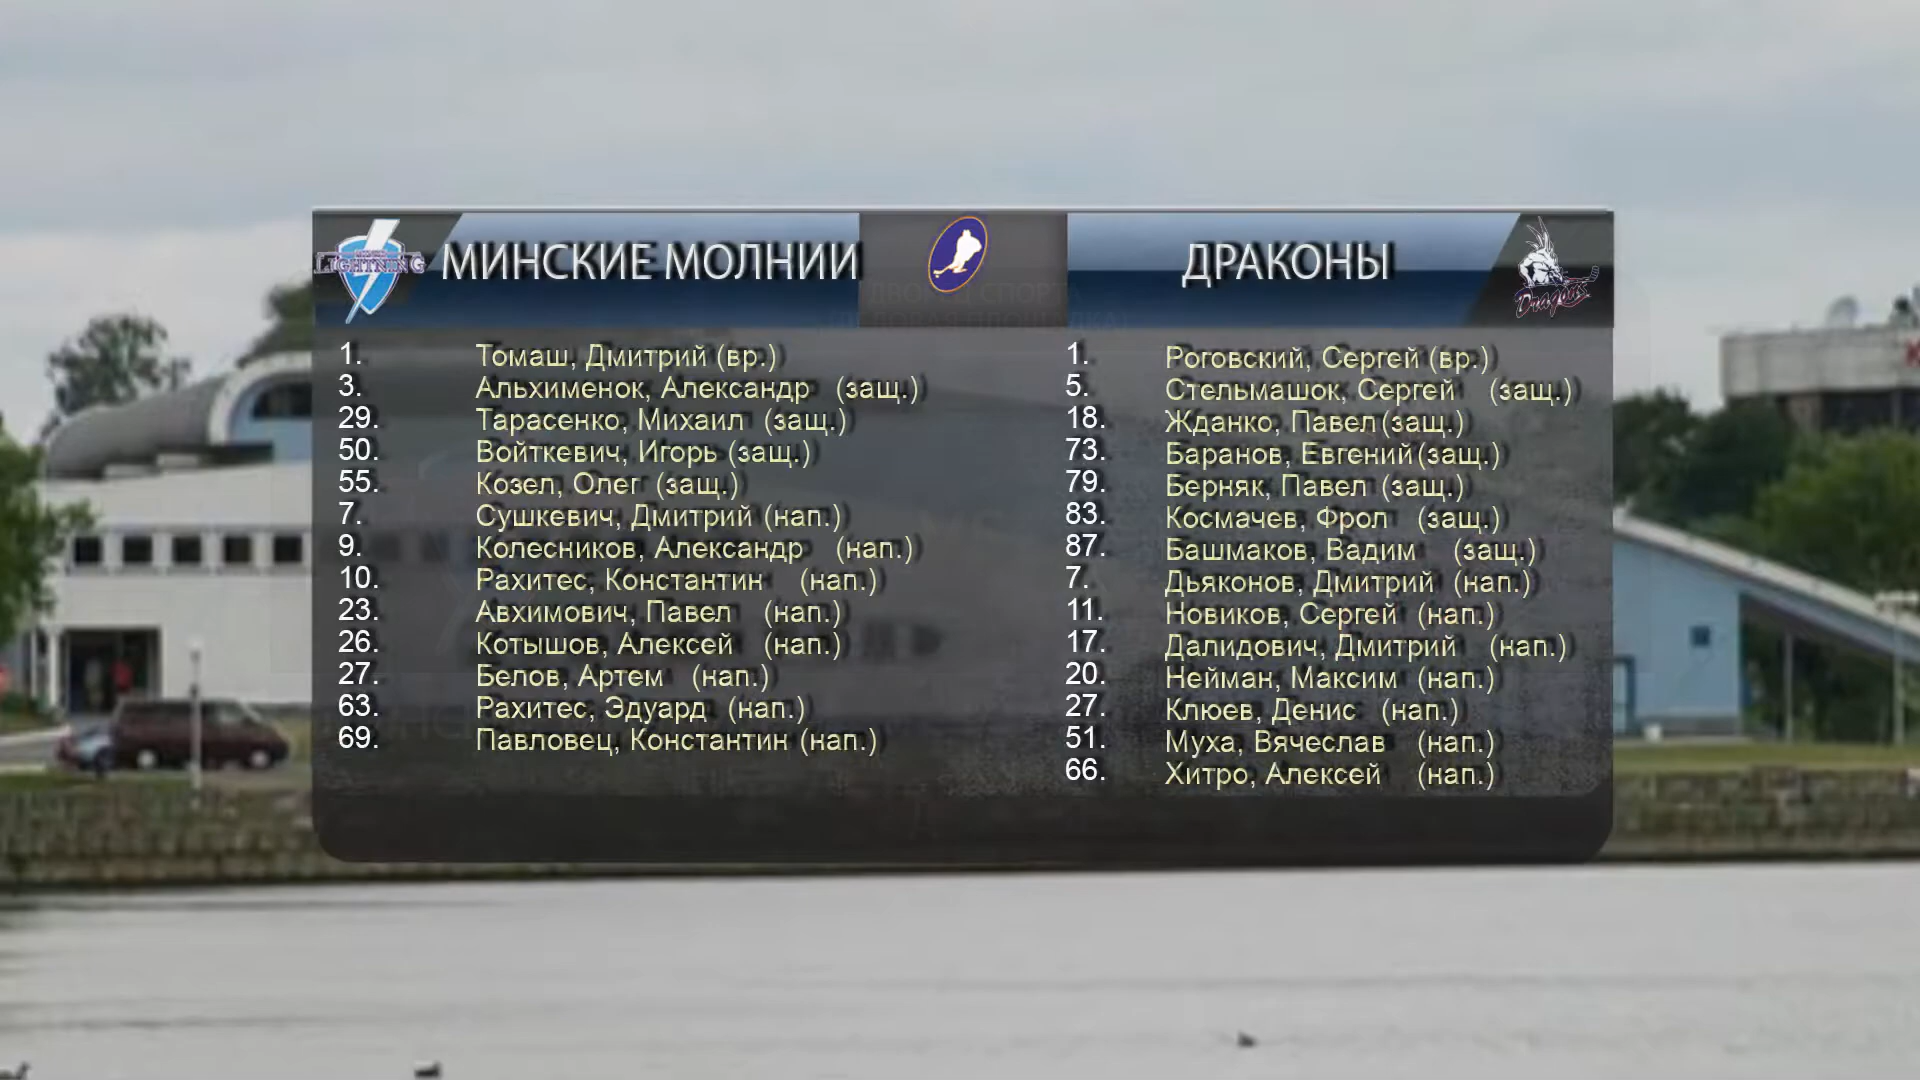 МИНСКИЕ МОЛНИИ
LIGHTNING
1. Томаш, Дмитрий (вр.)
3. Альхименок, Александр (защ.)
29. Тарасенко, Михаил (защ.)
50. Войткевич, Игорь (защ.)
55. Козел, Олег (защ.)
7. Сушкевич, Дмитрий (нап.)
9. Колесников, Александр (нап.)
10. Рахитес, Константин (нап.)
23. Авхимович, Павел (нап.)
26. Котышов, Алексей (нап.)
27. Белов, Артем (нап.)
63. Рахитес, Эдуард (нап.)
69. Павловец, Константин (нап.)
ДРАКОНЫ
Dragons
1. Роговский, Сергей (вр.)
5. Стельмашок, Сергей (защ.)
18. Жданко, Павел (защ.)
73. Баранов, Евгений (защ.)
79. Берняк, Павел (защ.)
83. Космачев, Фрол (защ.)
87. Башмаков, Вадим (защ.)
7. Дьяконов, Дмитрий (нап.)
11. Новиков, Сергей (нап.)
17. Далидович, Дмитрий (нап.)
20. Нейман, Максим (нап.)
27. Клюев, Денис (нап.)
51. Муха, Вячеслав (нап.)
66. Хитро, Алексей (нап.)
ДВОРЕЦ СПОРТА